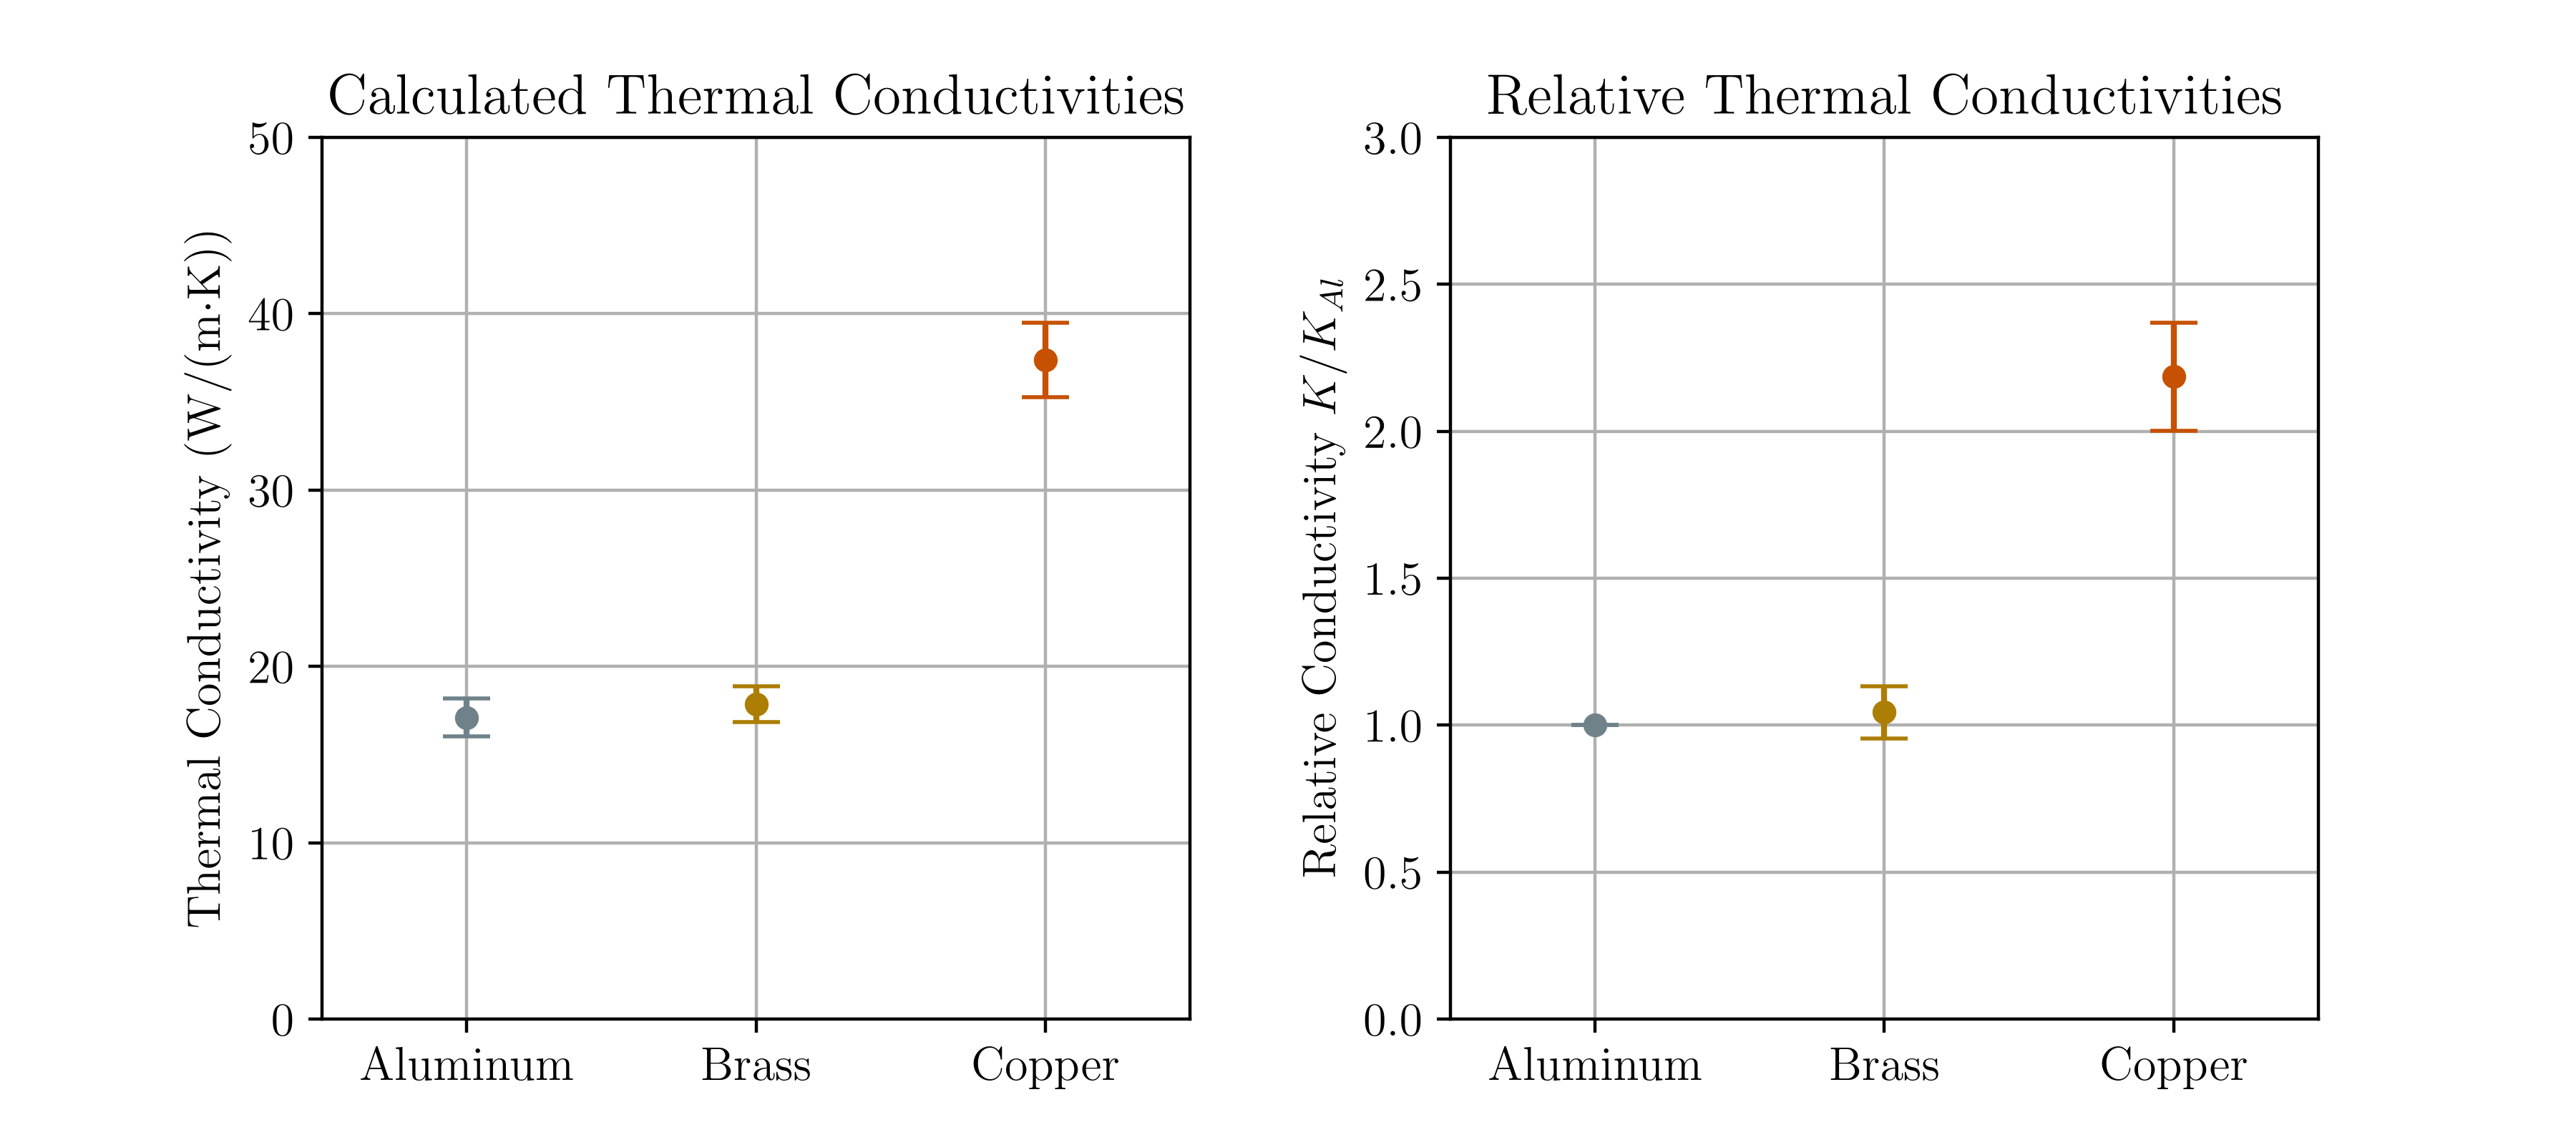 Calculated Thermal Conductivities
Thermal Conductivity (W/(m·K))
50
40
30
20
10
0
Aluminum Brass Copper
Relative Thermal Conductivities
Relative Conductivity K/K_Al
3.0
2.5
2.0
1.5
1.0
0.5
0.0
Aluminum Brass Copper